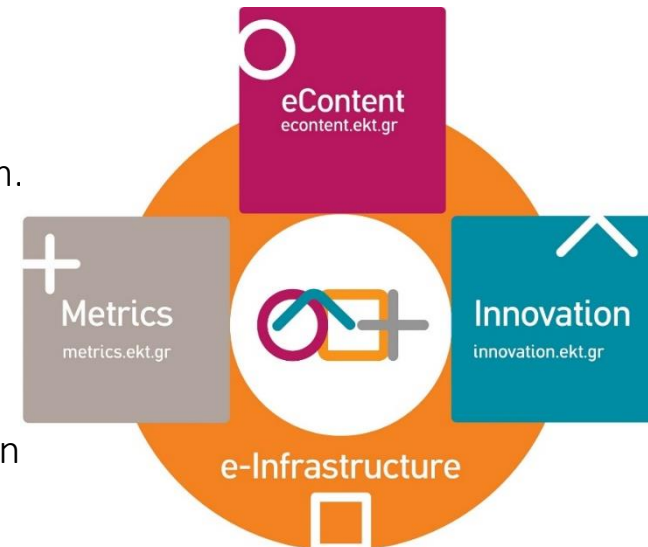 eContent
econtent.ekt.gr
Metrics
metrics.ekt.gr
Innovation
innovation.ekt.gr
e-Infrastructure